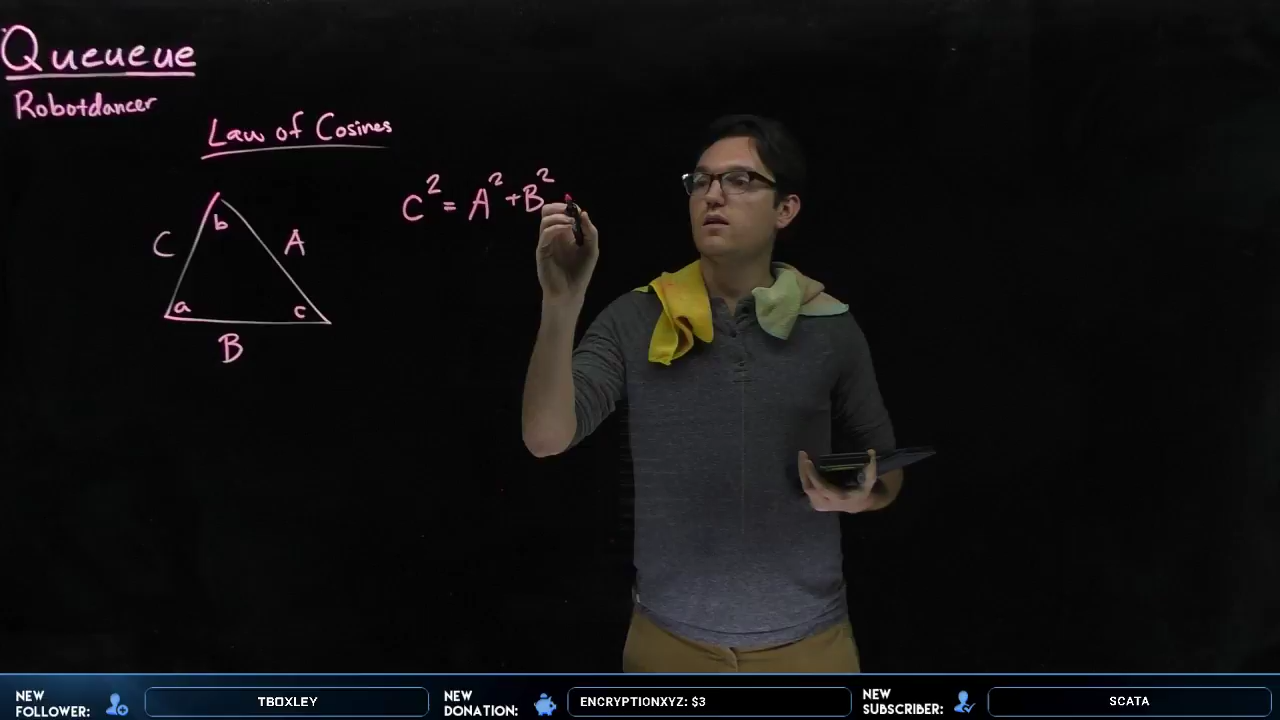 Queueue
Robotdancer
Law of Cosines
C² = A² + B²
b
C
A
a
c
B
NEW FOLLOWER:
TBOXLEY
NEW DONATION:
ENCRYPTIONXYZ: $3
NEW SUBSCRIBER:
SCATA